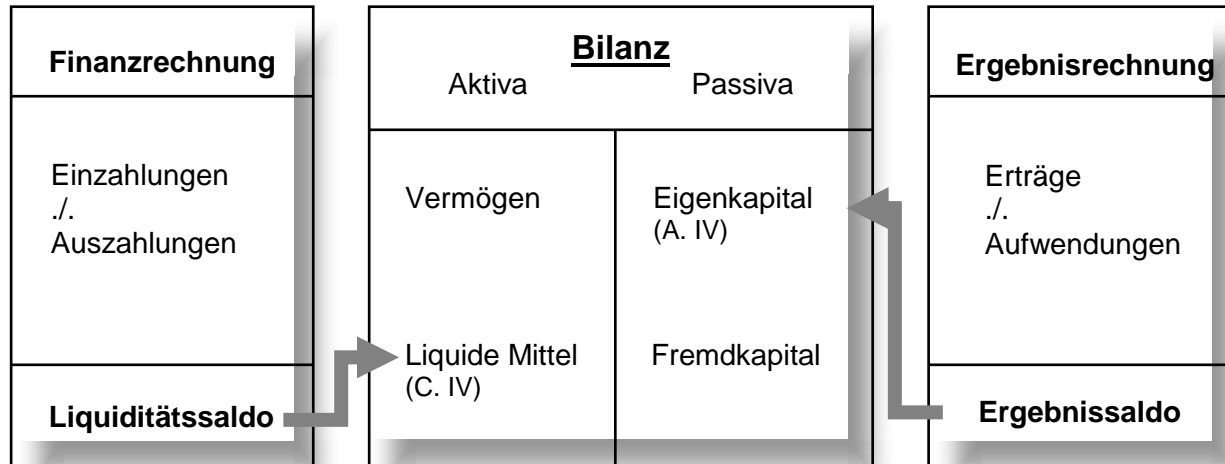 Finanzrechnung
Einzahlungen
./.
Auszahlungen
Liquiditätssaldo
Bilanz
Aktiva Passiva
Vermögen Eigenkapital
(A. IV)
Liquide Mittel Fremdkapital
(C. IV)
Ergebnisrechnung
Erträge
./.
Aufwendungen
Ergebnissaldo